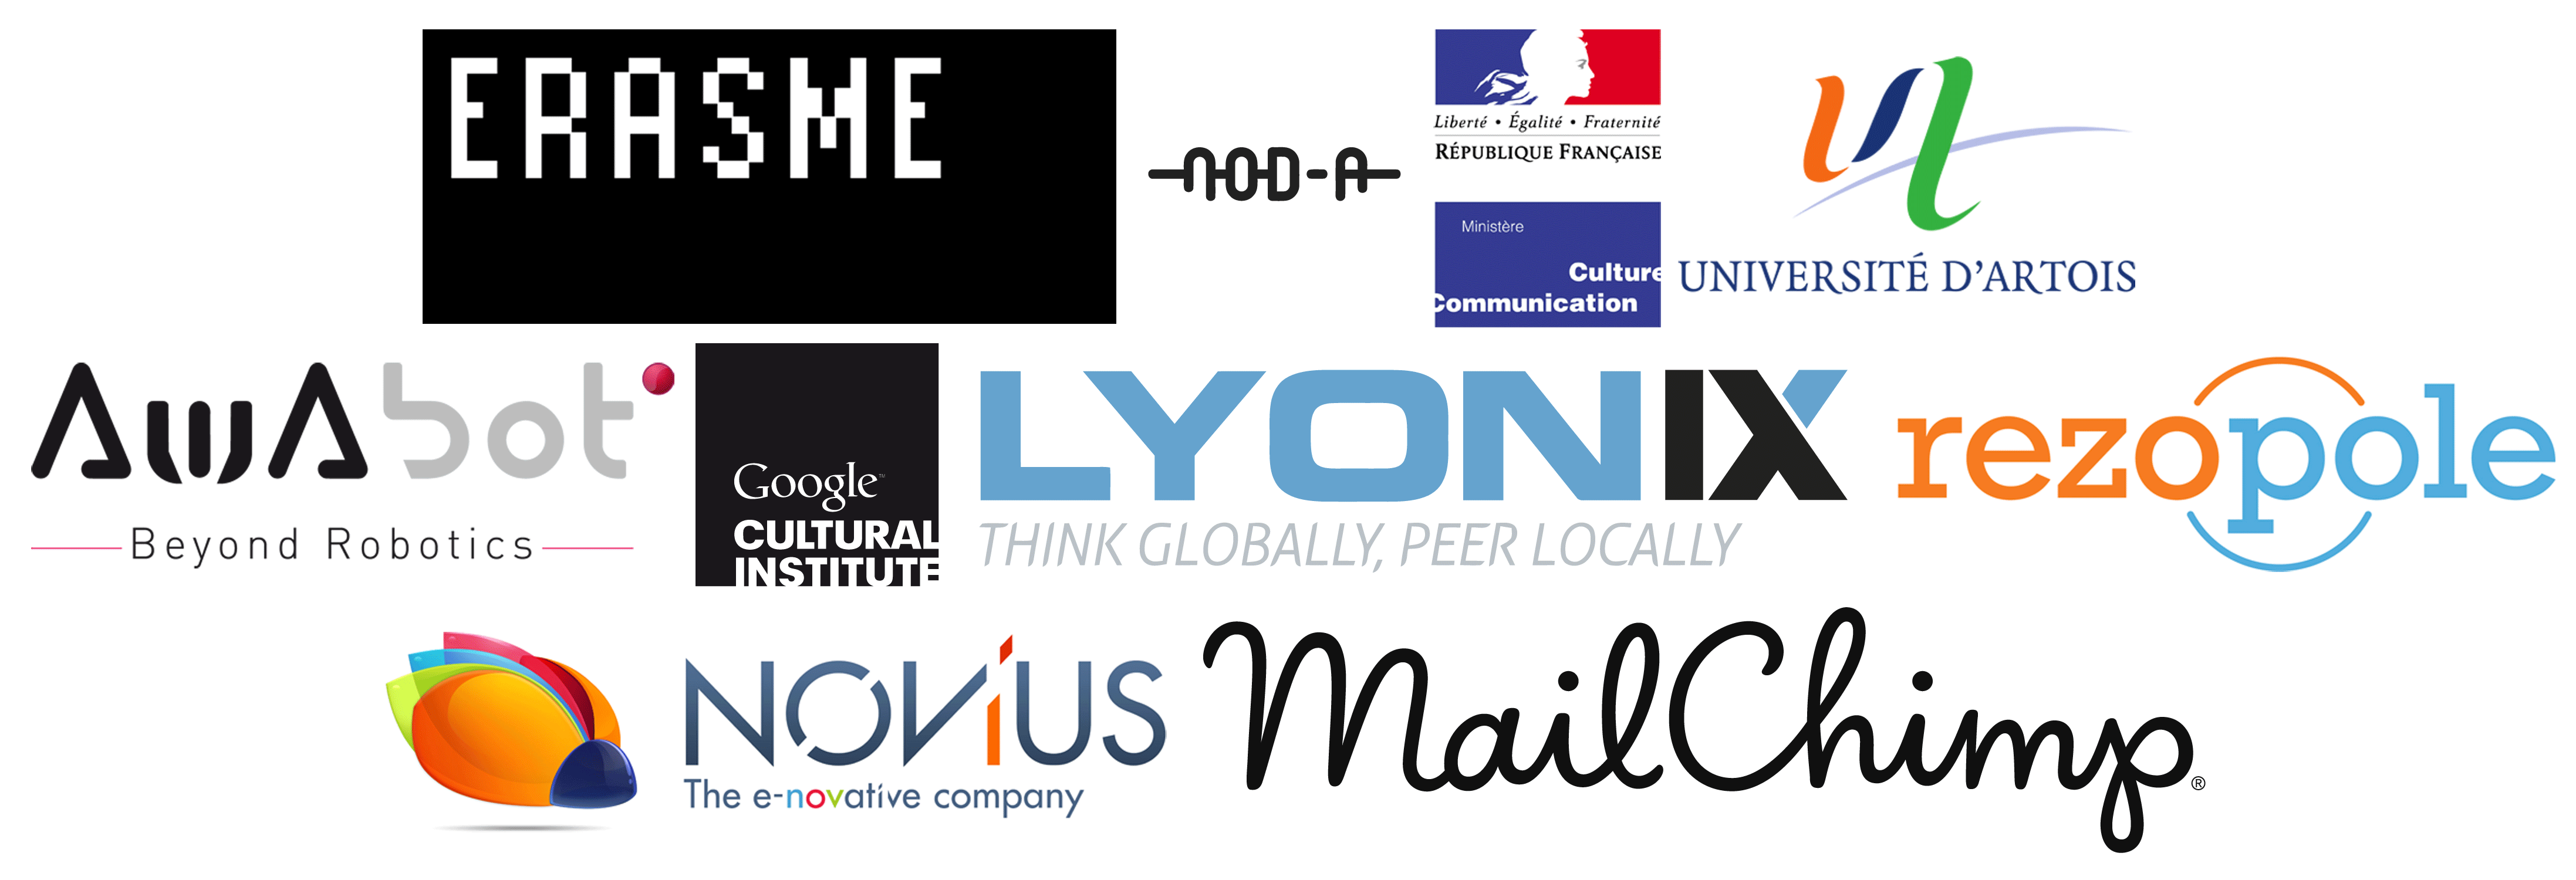 ERASME
NOD-A
Liberté • Égalité • Fraternité
RÉPUBLIQUE FRANÇAISE
Ministère
Culture
Communication
UNIVERSITÉ D'ARTOIS
AwAbot
Beyond Robotics
Google™
CULTURAL
INSTITUTE
LYONIX
THINK GLOBALLY, PEER LOCALLY
rezopole
NOViUS
The e-novative company
MailChimp®